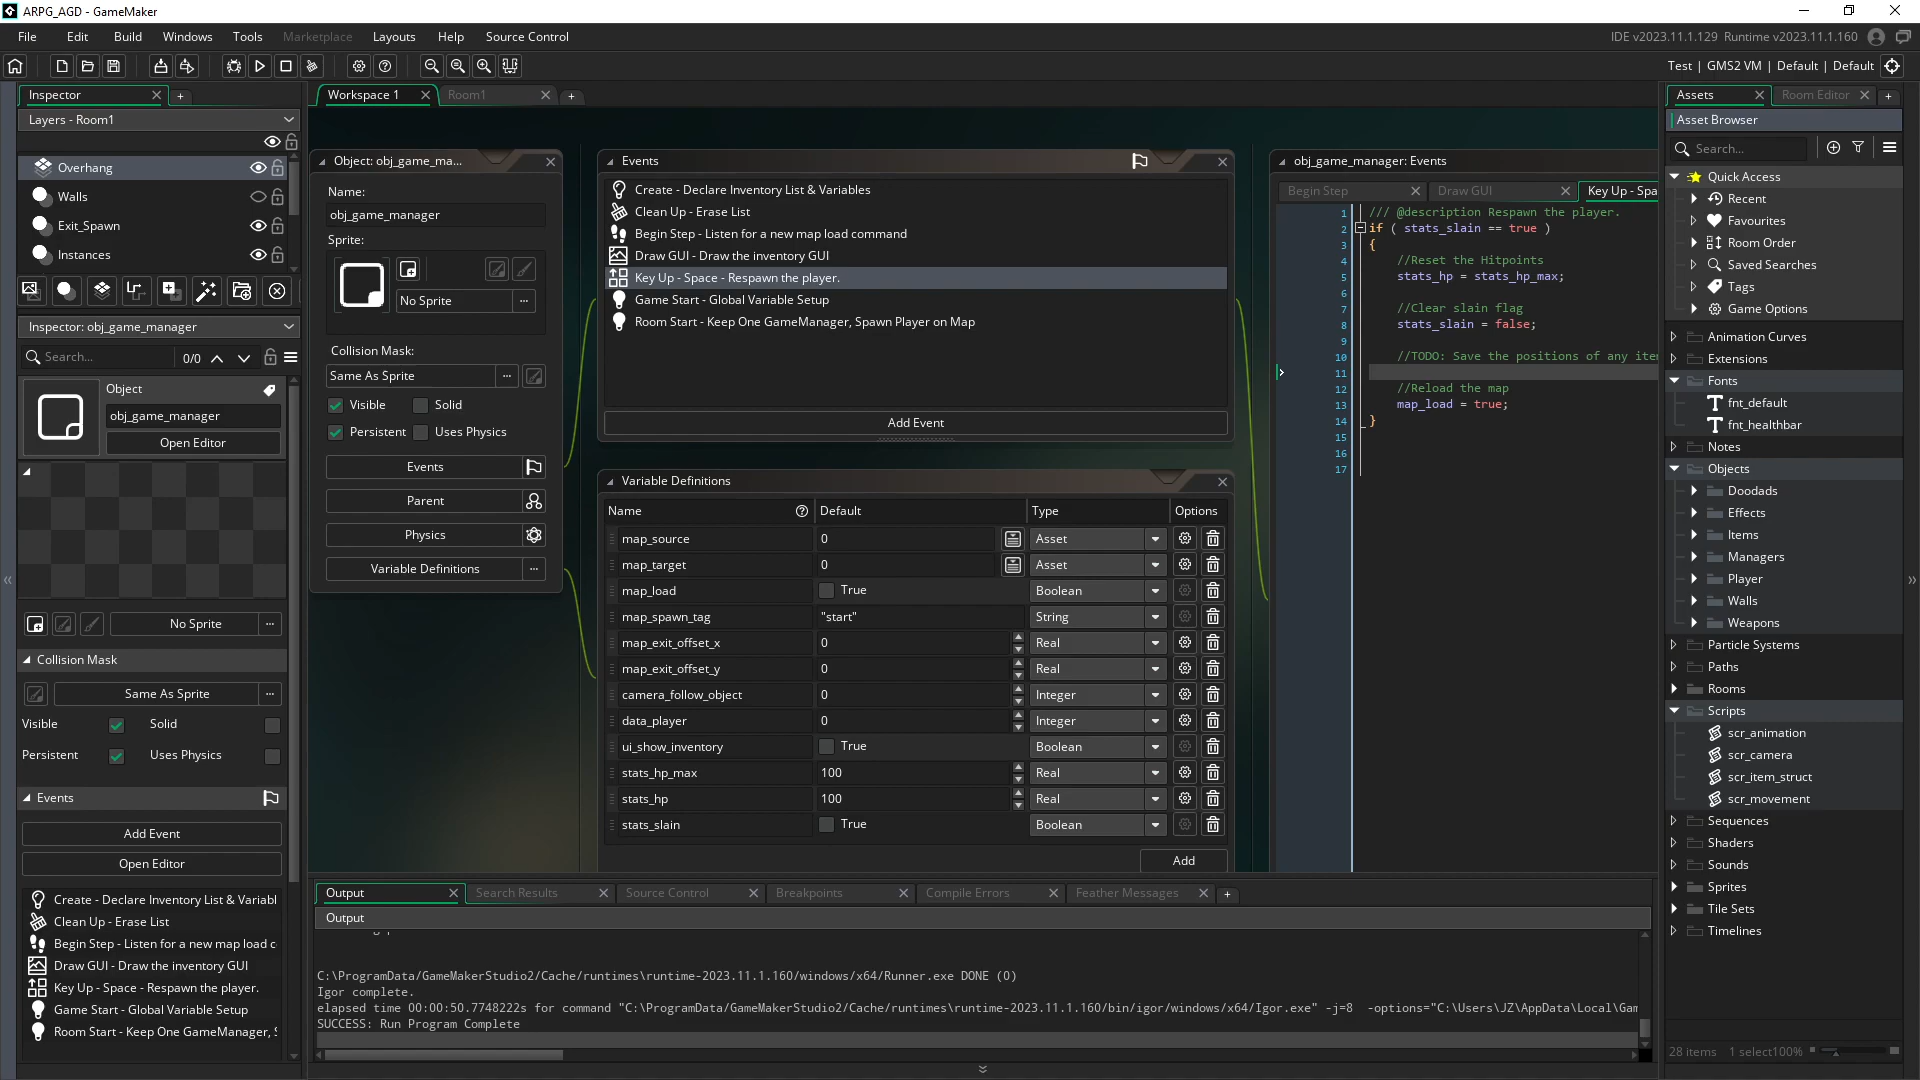 ARPG_AGD - GameMaker
File Edit Build Windows Tools Marketplace Layouts Help Source Control
IDE v2023.11.1.129 Runtime v2023.11.1.160
Test | GMS2 VM | Default | Default
Inspector
Layers - Room1
Overhang
Walls
Exit_Spawn
Instances
Inspector: obj_game_manager
Search...
0/0
Object
obj_game_manager
Open Editor
No Sprite
Collision Mask
Same As Sprite
Visible Solid
Persistent Uses Physics
Events
Add Event
Open Editor
Create - Declare Inventory List & Variabl
Clean Up - Erase List
Begin Step - Listen for a new map load c
Draw GUI - Draw the inventory GUI
Key Up - Space - Respawn the player.
Game Start - Global Variable Setup
Room Start - Keep One GameManager, S
Workspace 1 Room1
Object: obj_game_ma...
Name:
obj_game_manager
Sprite:
No Sprite
Collision Mask:
Same As Sprite
Visible Solid
Persistent Uses Physics
Events
Parent
Physics
Variable Definitions
Events
Create - Declare Inventory List & Variables
Clean Up - Erase List
Begin Step - Listen for a new map load command
Draw GUI - Draw the inventory GUI
Key Up - Space - Respawn the player.
Game Start - Global Variable Setup
Room Start - Keep One GameManager, Spawn Player on Map
Add Event
Variable Definitions
Name Default Type Options
map_source 0 Asset
map_target 0 Asset
map_load True Boolean
map_spawn_tag "start" String
map_exit_offset_x 0 Real
map_exit_offset_y 0 Real
camera_follow_object 0 Integer
data_player 0 Integer
ui_show_inventory True Boolean
stats_hp_max 100 Real
stats_hp 100 Real
stats_slain True Boolean
Add
obj_game_manager: Events
Begin Step Draw GUI Key Up - Spa
1 /// @description Respawn the player.
2 if ( stats_slain == true )
3 {
4 //Reset the Hitpoints
5 stats_hp = stats_hp_max;
6
7 //Clear slain flag
8 stats_slain = false;
9
10 //TODO: Save the positions of any ite
11
12 //Reload the map
13 map_load = true;
14 }
15
16
17
Output Search Results Source Control Breakpoints Compile Errors Feather Messages
Output
C:\ProgramData/GameMakerStudio2/Cache/runtimes\runtime-2023.11.1.160/windows/x64/Runner.exe DONE (0)
Igor complete.
elapsed time 00:00:50.7748222s for command "C:\ProgramData/GameMakerStudio2/Cache/runtimes\runtime-2023.11.1.160/bin/igor/windows/x64/Igor.exe" -j=8 -options="C:\Users\JZ\AppData\Local\Gam
SUCCESS: Run Program Complete
Assets Room Editor
Asset Browser
Search...
Quick Access
Recent
Favourites
Room Order
Saved Searches
Tags
Game Options
Animation Curves
Extensions
Fonts
fnt_default
fnt_healthbar
Notes
Objects
Doodads
Effects
Items
Managers
Player
Walls
Weapons
Particle Systems
Paths
Rooms
Scripts
scr_animation
scr_camera
scr_item_struct
scr_movement
Sequences
Shaders
Sounds
Sprites
Tile Sets
Timelines
28 items 1 select 100%